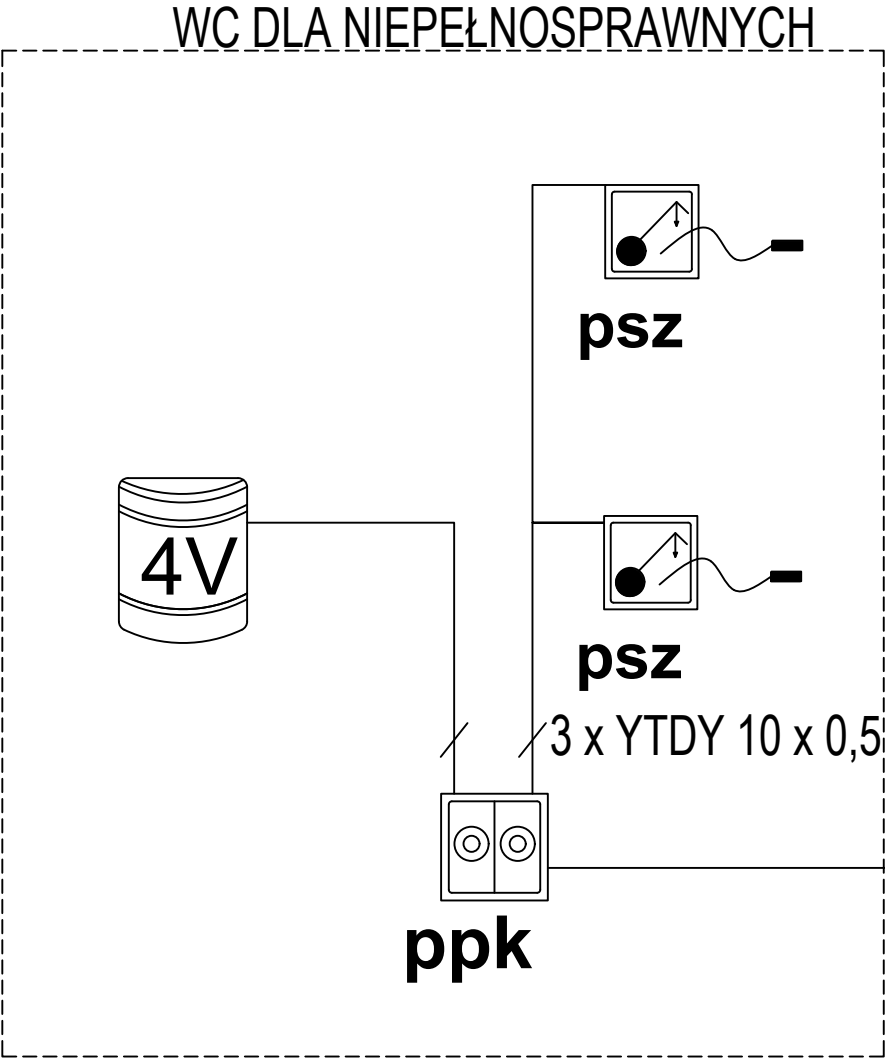 WC DLA NIEPEŁNOSPRAWNYCH
psz
4V
psz
3 x YTDY 10 x 0,5
ppk